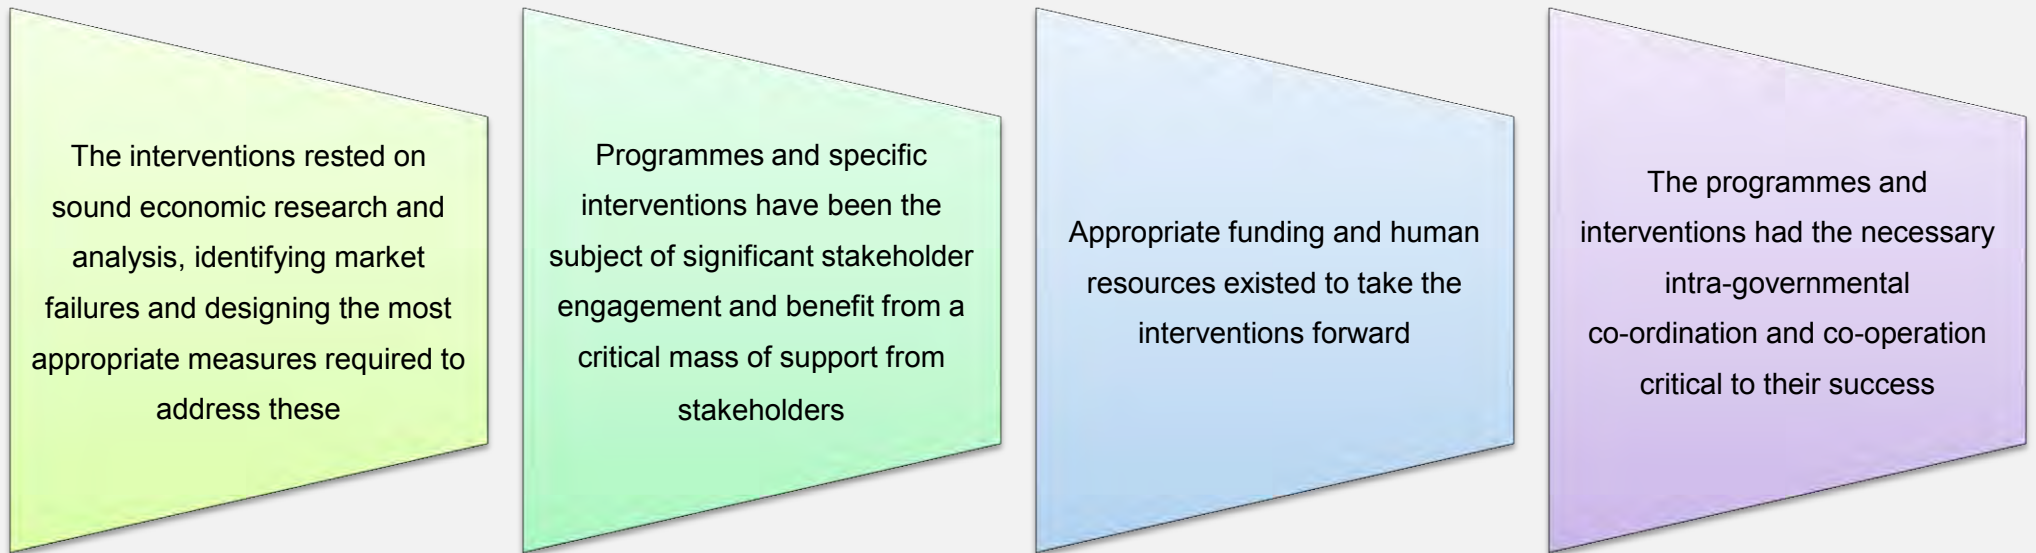 The interventions rested on
sound economic research and
analysis, identifying market
failures and designing the most
appropriate measures required to
address these
Programmes and specific
interventions have been the
subject of significant stakeholder
engagement and benefit from a
critical mass of support from
stakeholders
Appropriate funding and human
resources existed to take the
interventions forward
The programmes and
interventions had the necessary
intra-governmental
co-ordination and co-operation
critical to their success